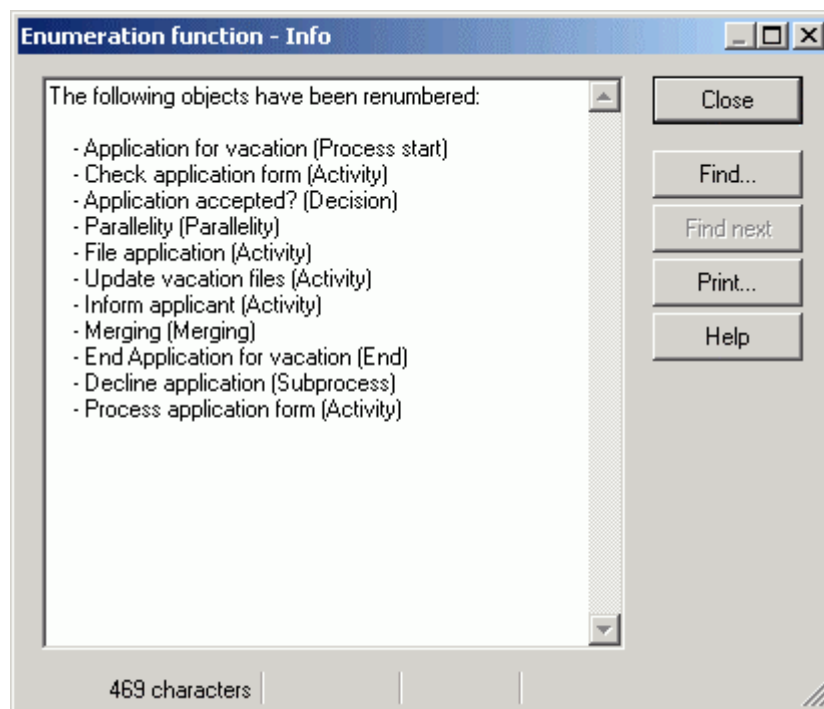 Enumeration function - Info
The following objects have been renumbered:
- Application for vacation (Process start)
- Check application form (Activity)
- Application accepted? (Decision)
- Parallelity (Parallelity)
- File application (Activity)
- Update vacation files (Activity)
- Inform applicant (Activity)
- Merging (Merging)
- End Application for vacation (End)
- Decline application (Subprocess)
- Process application form (Activity)
Close
Find...
Find next
Print...
Help
469 characters